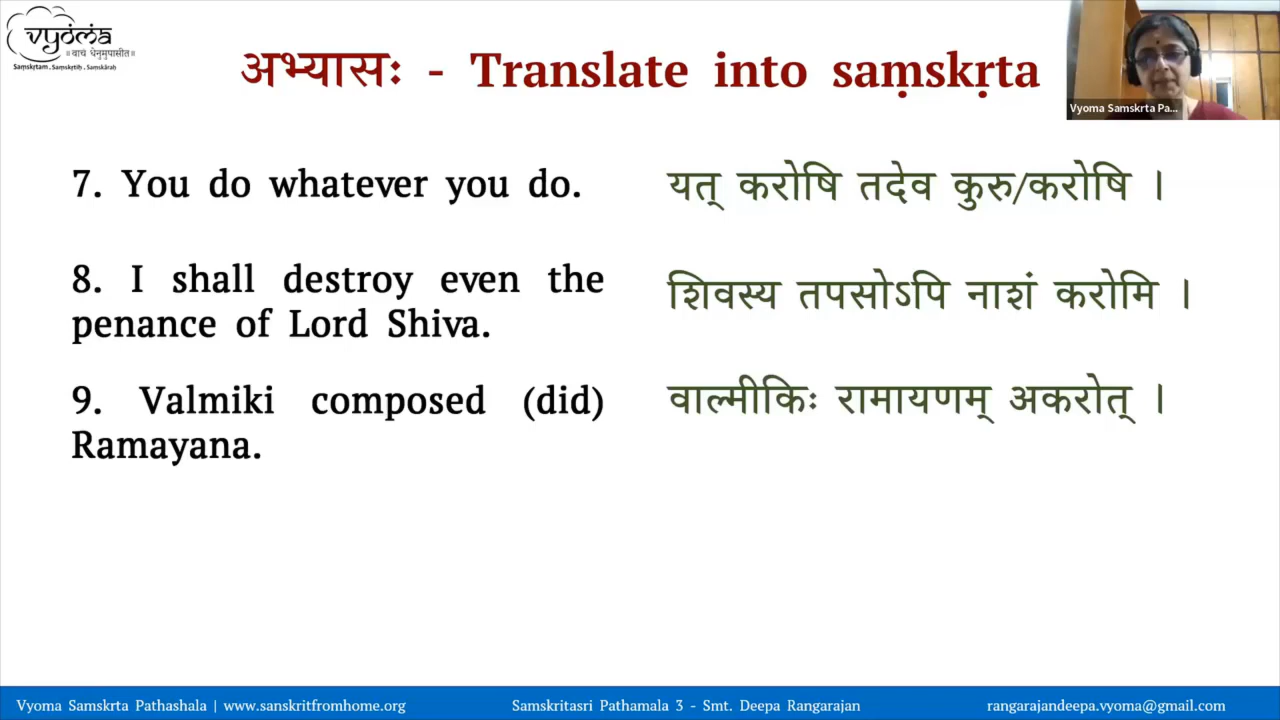 vyoma
॥ वाचं धेनुमुपासीत॥
Saṃskṛtam . Saṃskṛtiḥ . Saṃskāraḥ
अभ्यासः - Translate into saṃskṛta
Vyoma Samskrta Pa...
7. You do whatever you do.
यत् करोषि तदेव कुरु/करोषि ।
8. I shall destroy even the
penance of Lord Shiva.
शिवस्य तपसोऽपि नाशं करोमि ।
9. Valmiki composed (did)
Ramayana.
वाल्मीकिः रामायणम् अकरोत् ।
Vyoma Samskrta Pathashala | www.sanskritfromhome.org
Samskritasri Pathamala 3 - Smt. Deepa Rangarajan
rangarajandeepa.vyoma@gmail.com